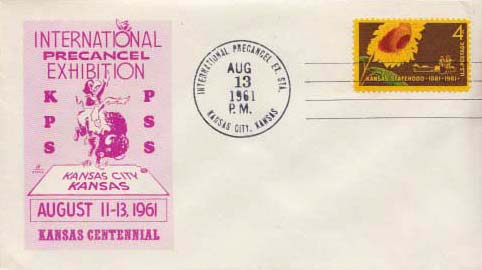 INTERNATIONAL
PRECANCEL
EXHIBITION
K P
P S
S S
KANSAS CITY
KANSAS
AUGUST 11-13, 1961
KANSAS CENTENNIAL
INTERNATIONAL PRECANCEL EX. STA.
AUG
13
1961
P.M.
KANSAS CITY, KANSAS
4¢
U.S. POSTAGE
KANSAS STATEHOOD · 1861-1961